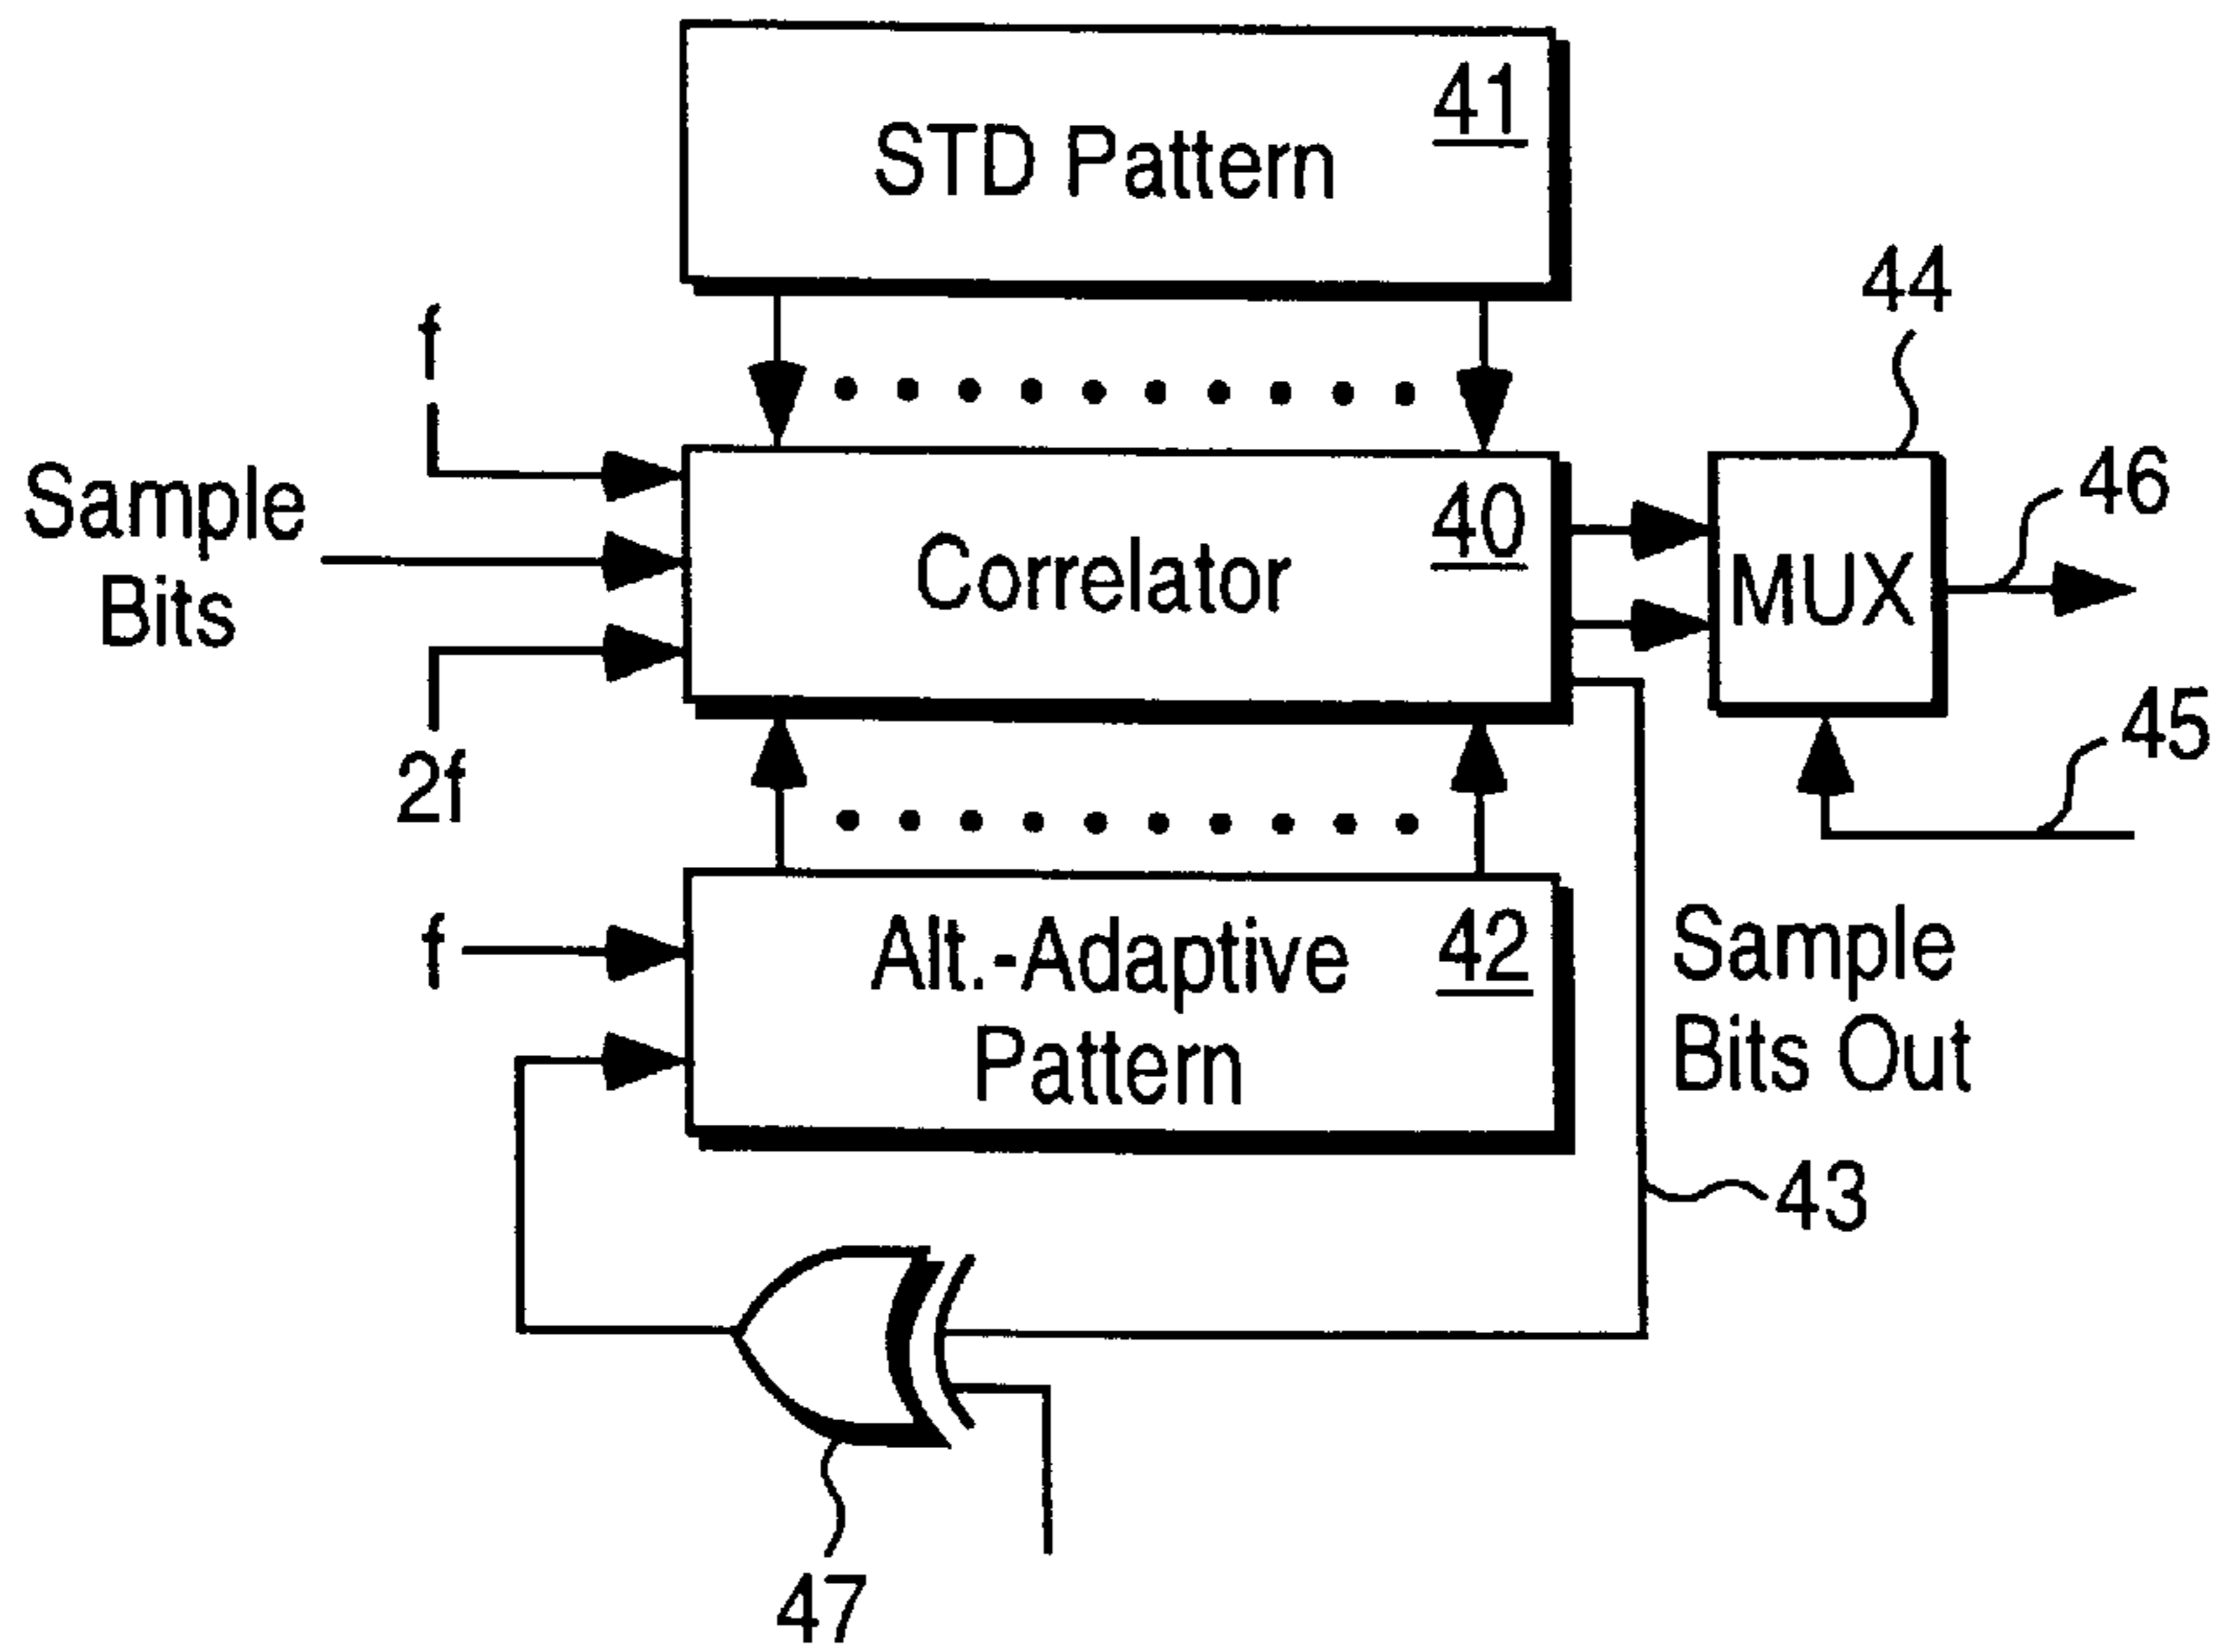 41
STD Pattern
44
f
46
Sample
Bits
40
Correlator
MUX
45
2f
f
Alt.-Adaptive
Pattern
42
Sample
Bits Out
43
47